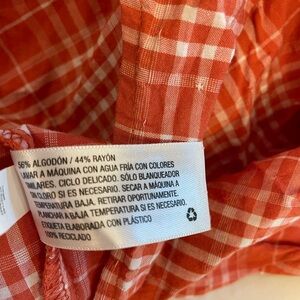 56% ALGODÓN / 44% RAYÓN
LAVAR A MÁQUINA CON AGUA FRÍA CON COLORES
SIMILARES. CICLO DELICADO. SÓLO BLANQUEADOR
SIN CLORO SI ES NECESARIO. SECAR A MÁQUINA A
TEMPERATURA BAJA. RETIRAR OPORTUNAMENTE.
PLANCHAR A BAJA TEMPERATURA SI ES NECESARIO.
ETIQUETA ELABORADA CON PLÁSTICO
100% RECICLADO